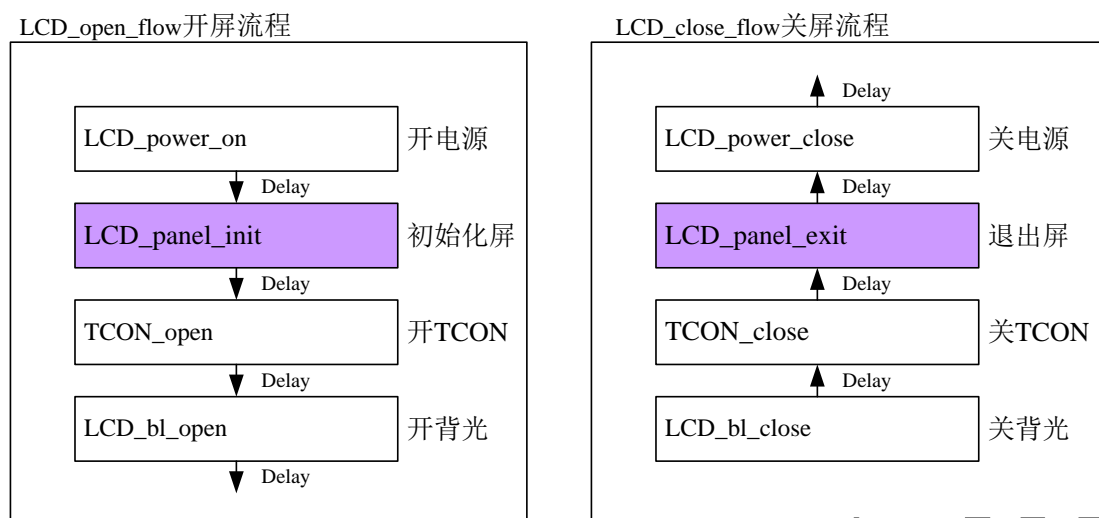 LCD_open_flow开屏流程
LCD_power_on 开电源
Delay
LCD_panel_init 初始化屏
Delay
TCON_open 开TCON
Delay
LCD_bl_open 开背光
Delay
LCD_close_flow关屏流程
Delay
LCD_power_close 关电源
Delay
LCD_panel_exit 退出屏
Delay
TCON_close 关TCON
Delay
LCD_bl_close 关背光